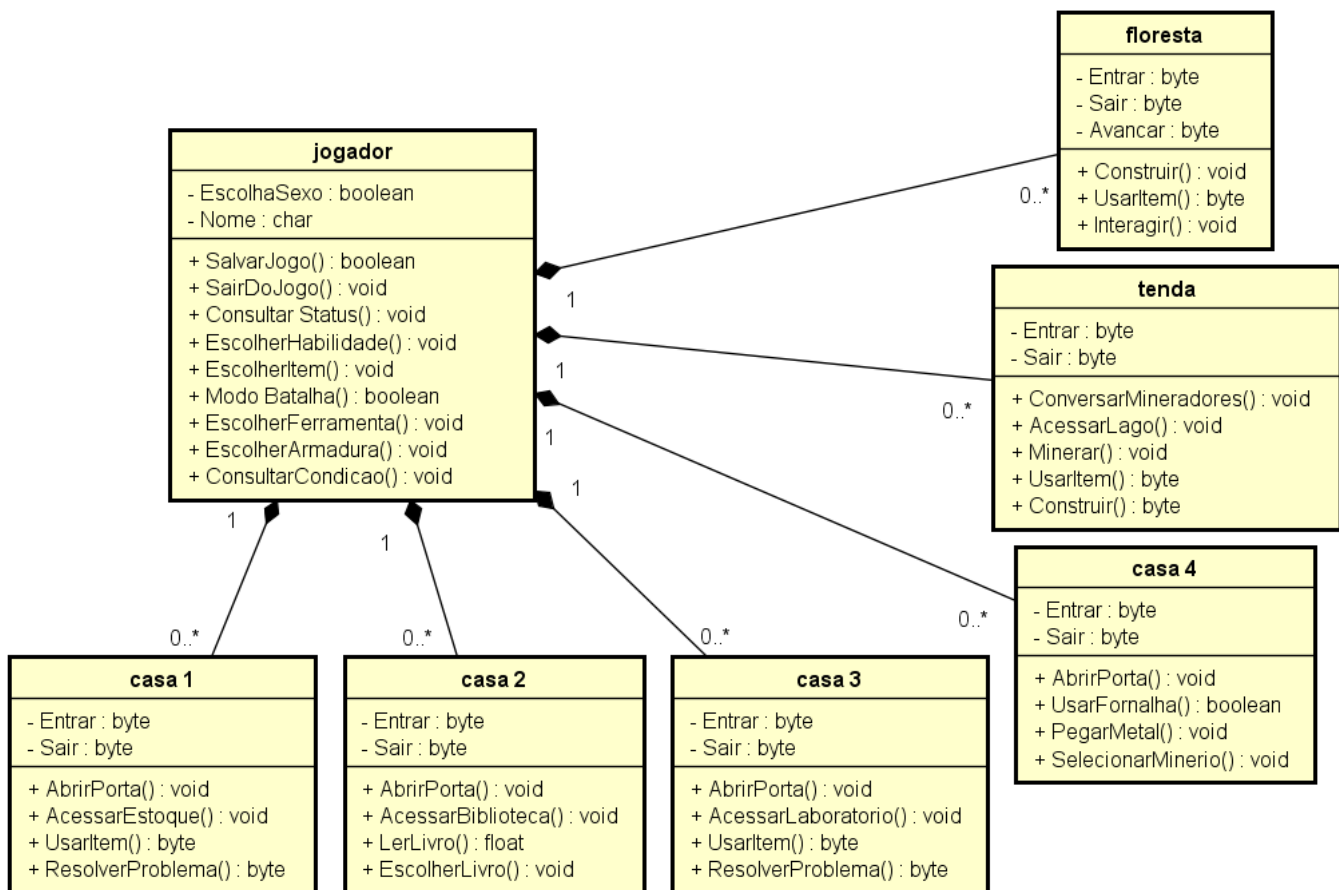 floresta
- Entrar : byte
- Sair : byte
- Avancar : byte
+ Construir() : void
+ UsarItem() : byte
+ Interagir() : void
jogador
- EscolhaSexo : boolean
- Nome : char
+ SalvarJogo() : boolean
+ SairDoJogo() : void
+ Consultar Status() : void
+ EscolherHabilidade() : void
+ EscolherItem() : void
+ Modo Batalha() : boolean
+ EscolherFerramenta() : void
+ EscolherArmadura() : void
+ ConsultarCondicao() : void
0..*
1
tenda
- Entrar : byte
- Sair : byte
+ ConversarMineradores() : void
+ AcessarLago() : void
+ Minerar() : void
+ UsarItem() : byte
+ Construir() : byte
1
0..*
1
1
1
1
casa 4
- Entrar : byte
- Sair : byte
+ AbrirPorta() : void
+ UsarFornalha() : boolean
+ PegarMetal() : void
+ SelecionarMinerio() : void
0..*
0..*
0..*
0..*
casa 1
- Entrar : byte
- Sair : byte
+ AbrirPorta() : void
+ AcessarEstoque() : void
+ UsarItem() : byte
+ ResolverProblema() : byte
casa 2
- Entrar : byte
- Sair : byte
+ AbrirPorta() : void
+ AcessarBiblioteca() : void
+ LerLivro() : float
+ EscolherLivro() : void
casa 3
- Entrar : byte
- Sair : byte
+ AbrirPorta() : void
+ AcessarLaboratorio() : void
+ UsarItem() : byte
+ ResolverProblema() : byte